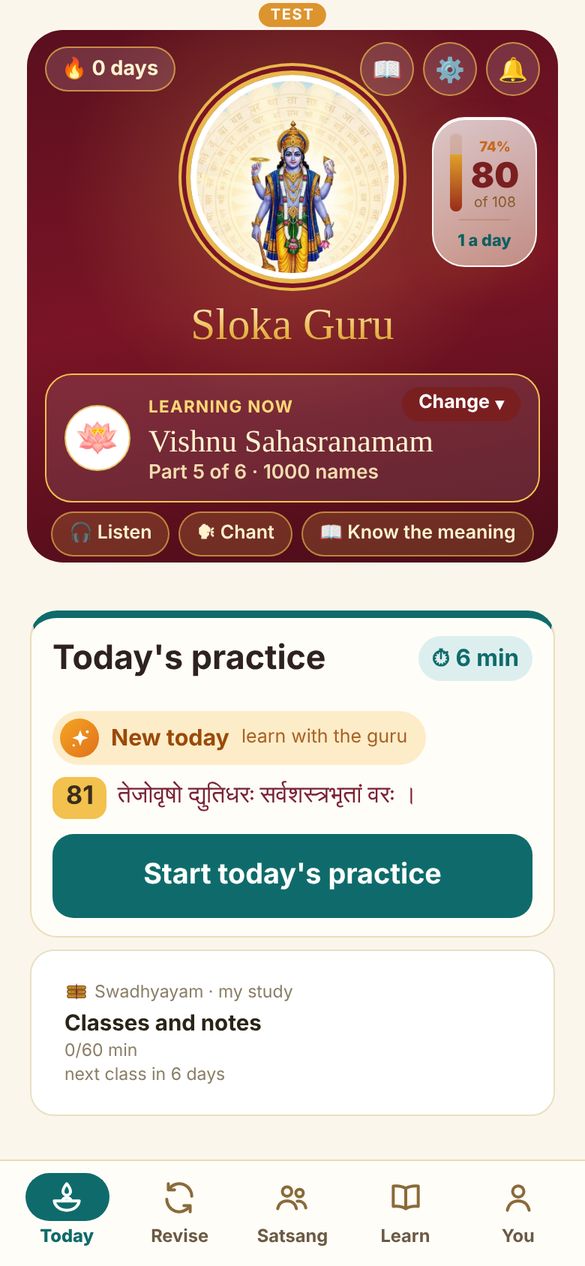 TEST
0 days
74%
80
of 108
1 a day
Sloka Guru
LEARNING NOW
Change ▾
Vishnu Sahasranamam
Part 5 of 6 · 1000 names
Listen
Chant
Know the meaning
Today's practice
6 min
New today learn with the guru
81 तेजोवृषो द्युतिधरः सर्वशस्त्रभृतां वरः ।
Start today's practice
Swadhyayam · my study
Classes and notes
0/60 min
next class in 6 days
Today
Revise
Satsang
Learn
You